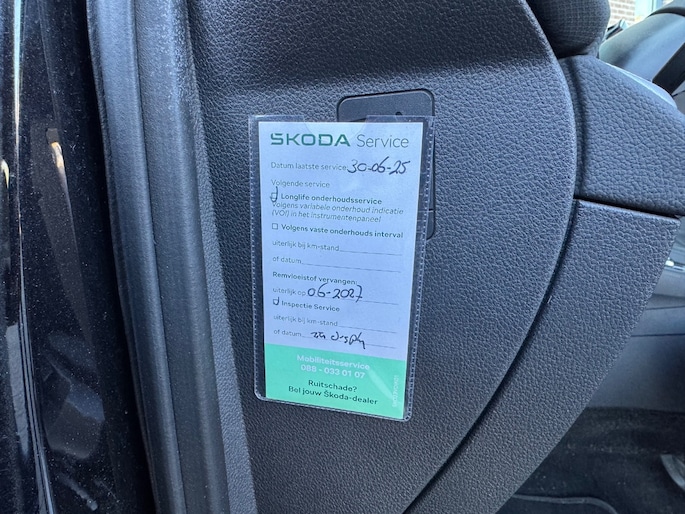 ŠKODA Service
Datum laatste service: 30-06-25
Volgende service
Longlife onderhoudsservice
Volgens variabele onderhoud indicatie
(VOI) in het instrumentenpaneel
Volgens vaste onderhouds interval
uiterlijk bij km-stand
of datum
Remvloeistof vervangen:
uiterlijk op 06-2027
Inspectie Service
uiterlijk bij km-stand
of datum
Mobiliteitsservice
088 - 033 01 07
Ruitschade?
Bel jouw Škoda-dealer